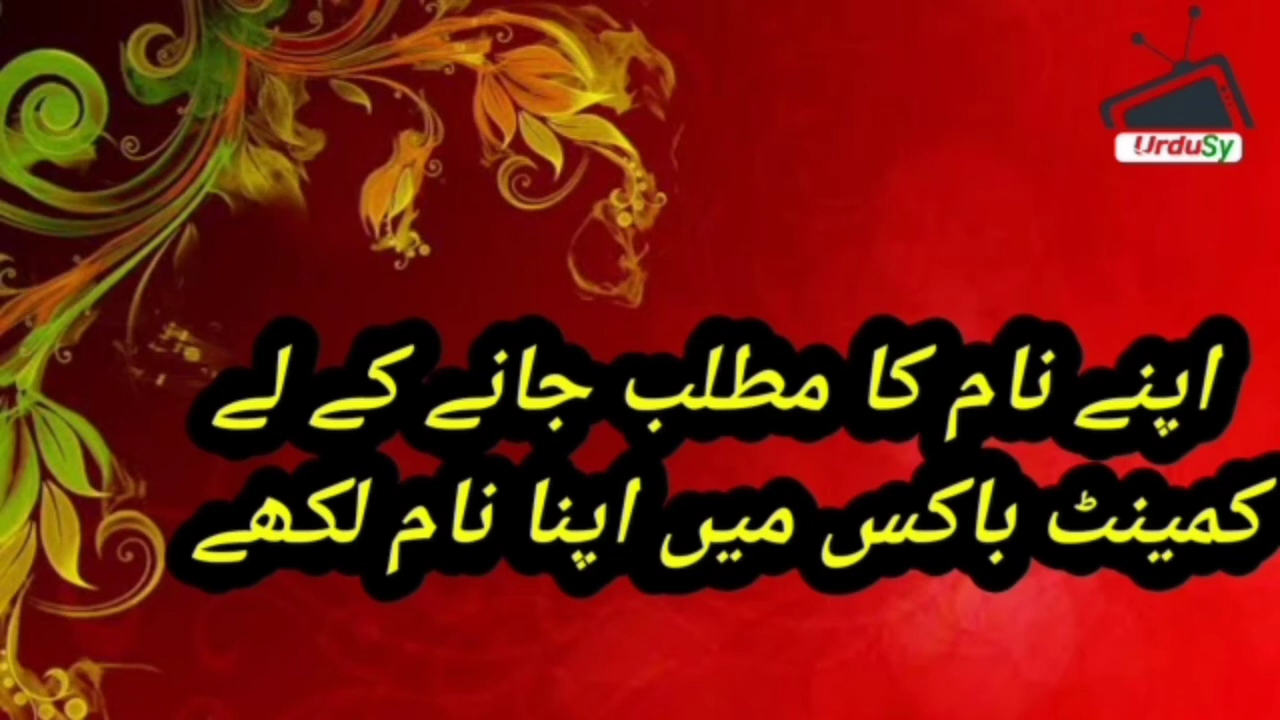 UrduSy
اپنے نام کا مطلب جانے کے لے
کمینٹ باکس میں اپنا نام لکھے